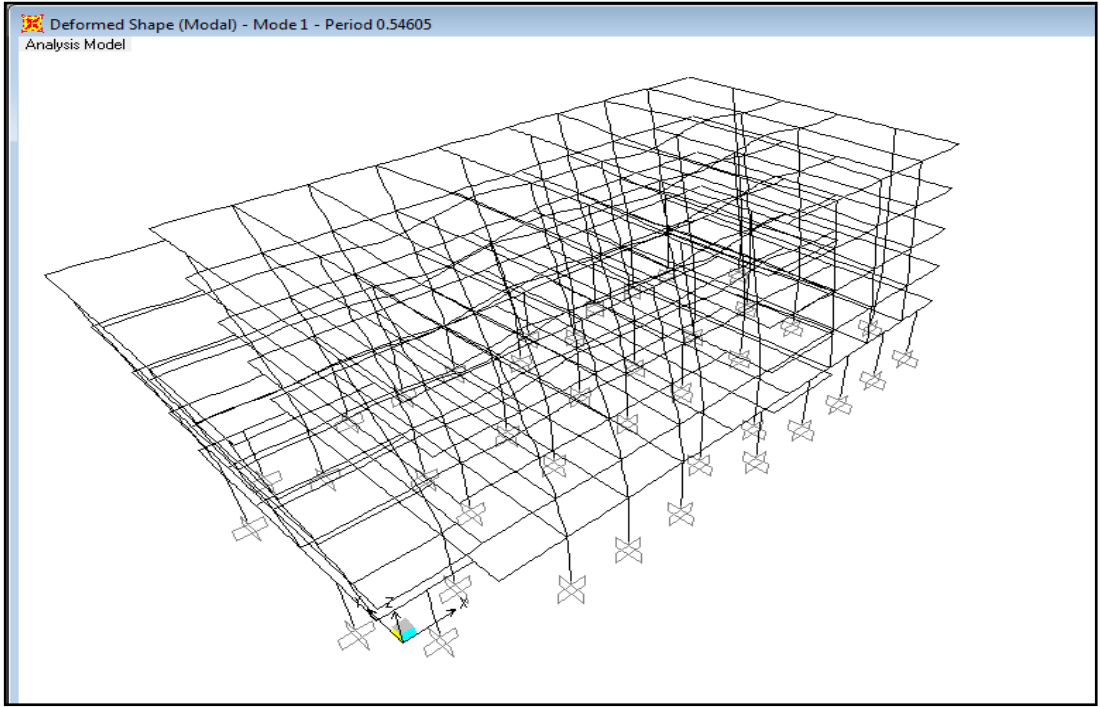 Deformed Shape (Modal) - Mode 1 - Period 0.54605
Analysis Model
Z
X